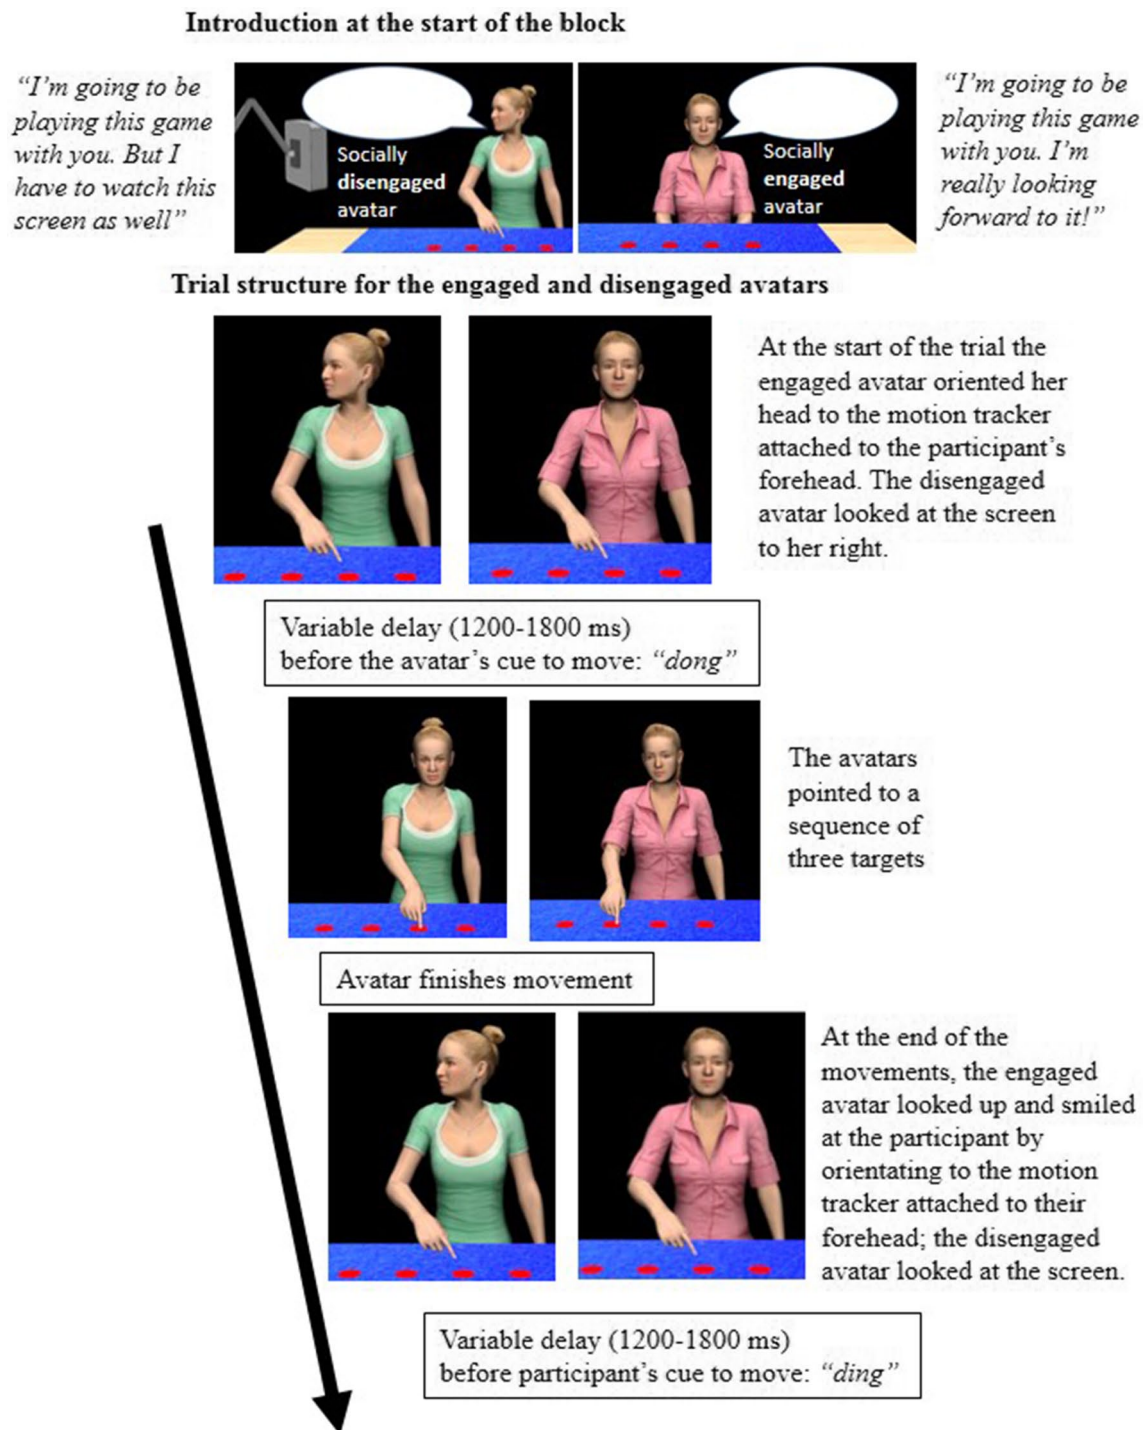 Introduction at the start of the block
“I’m going to be
playing this game
with you. But I
have to watch this
screen as well”
Socially
disengaged
avatar
Socially
engaged
avatar
“I’m going to be
playing this game
with you. I’m
really looking
forward to it!”
Trial structure for the engaged and disengaged avatars
At the start of the trial the
engaged avatar oriented her
head to the motion tracker
attached to the participant’s
forehead. The disengaged
avatar looked at the screen
to her right.
Variable delay (1200-1800 ms)
before the avatar’s cue to move: “dong”
The avatars
pointed to a
sequence of
three targets
Avatar finishes movement
At the end of the
movements, the engaged
avatar looked up and smiled
at the participant by
orientating to the motion
tracker attached to their
forehead; the disengaged
avatar looked at the screen.
Variable delay (1200-1800 ms)
before participant’s cue to move: “ding”